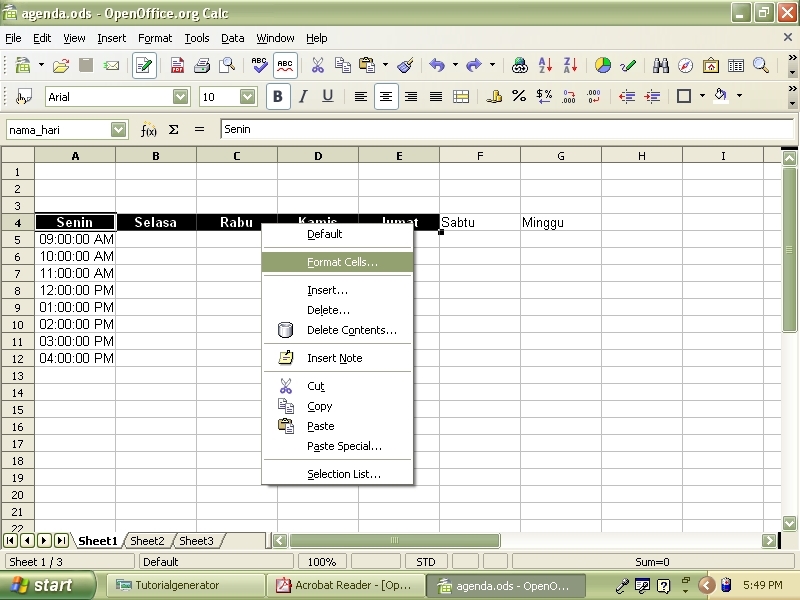 agenda.ods - OpenOffice.org Calc
File Edit View Insert Format Tools Data Window Help
Arial 10
nama_hari f(x) Σ = Senin
A B C D E F G H I
1
2
3
4 Senin Selasa Rabu Kamis Jumat Sabtu Minggu
5 09:00:00 AM
6 10:00:00 AM
7 11:00:00 AM
8 12:00:00 PM
9 01:00:00 PM
10 02:00:00 PM
11 03:00:00 PM
12 04:00:00 PM
13
14
15
16
17
18
19
20
21
22
Default
Format Cells...
Insert...
Delete...
Delete Contents...
Insert Note
Cut
Copy
Paste
Paste Special...
Selection List...
Sheet1 Sheet2 Sheet3
Sheet 1 / 3 Default 100% STD Sum=0
start Tutorialgenerator Acrobat Reader - [Op... agenda.ods - OpenO... 5:49 PM